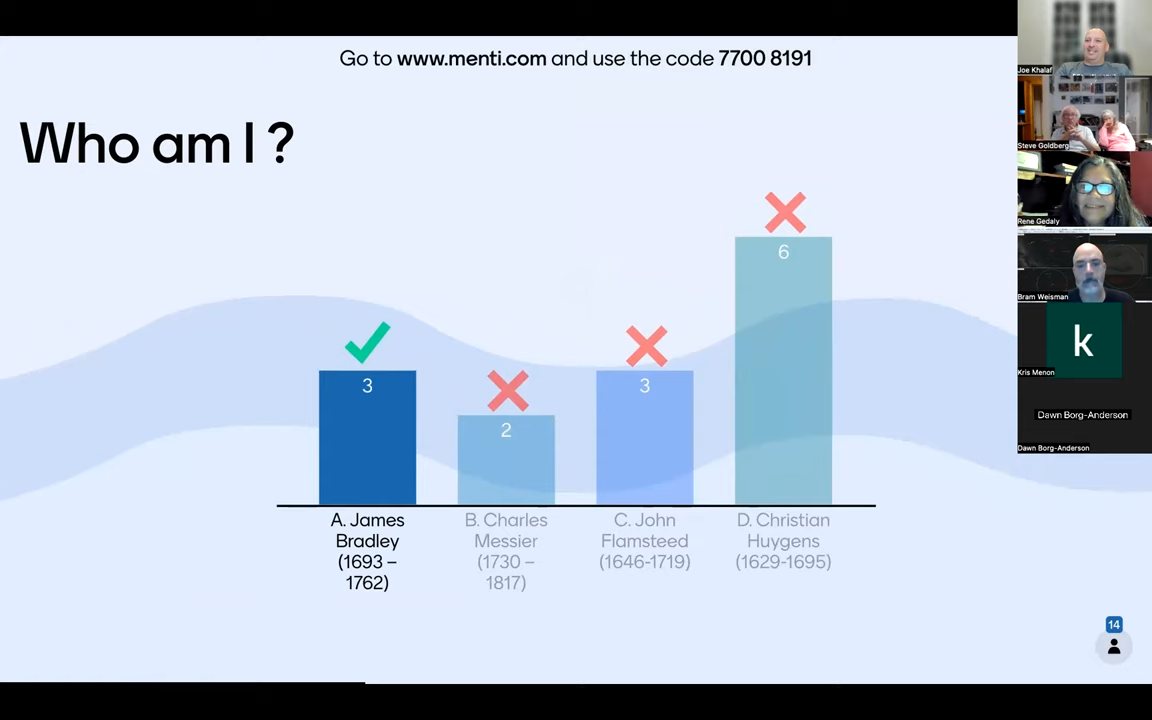 Go to www.menti.com and use the code 7700 8191
Who am I ?
3
2
3
6
A. James
Bradley
(1693 –
1762)
B. Charles
Messier
(1730 –
1817)
C. John
Flamsteed
(1646-1719)
D. Christian
Huygens
(1629-1695)
14
Joe Khalaf
Steve Goldberg
Rene Gedaly
Bram Weisman
k
Kris Menon
Dawn Borg-Anderson
Dawn Borg-Anderson